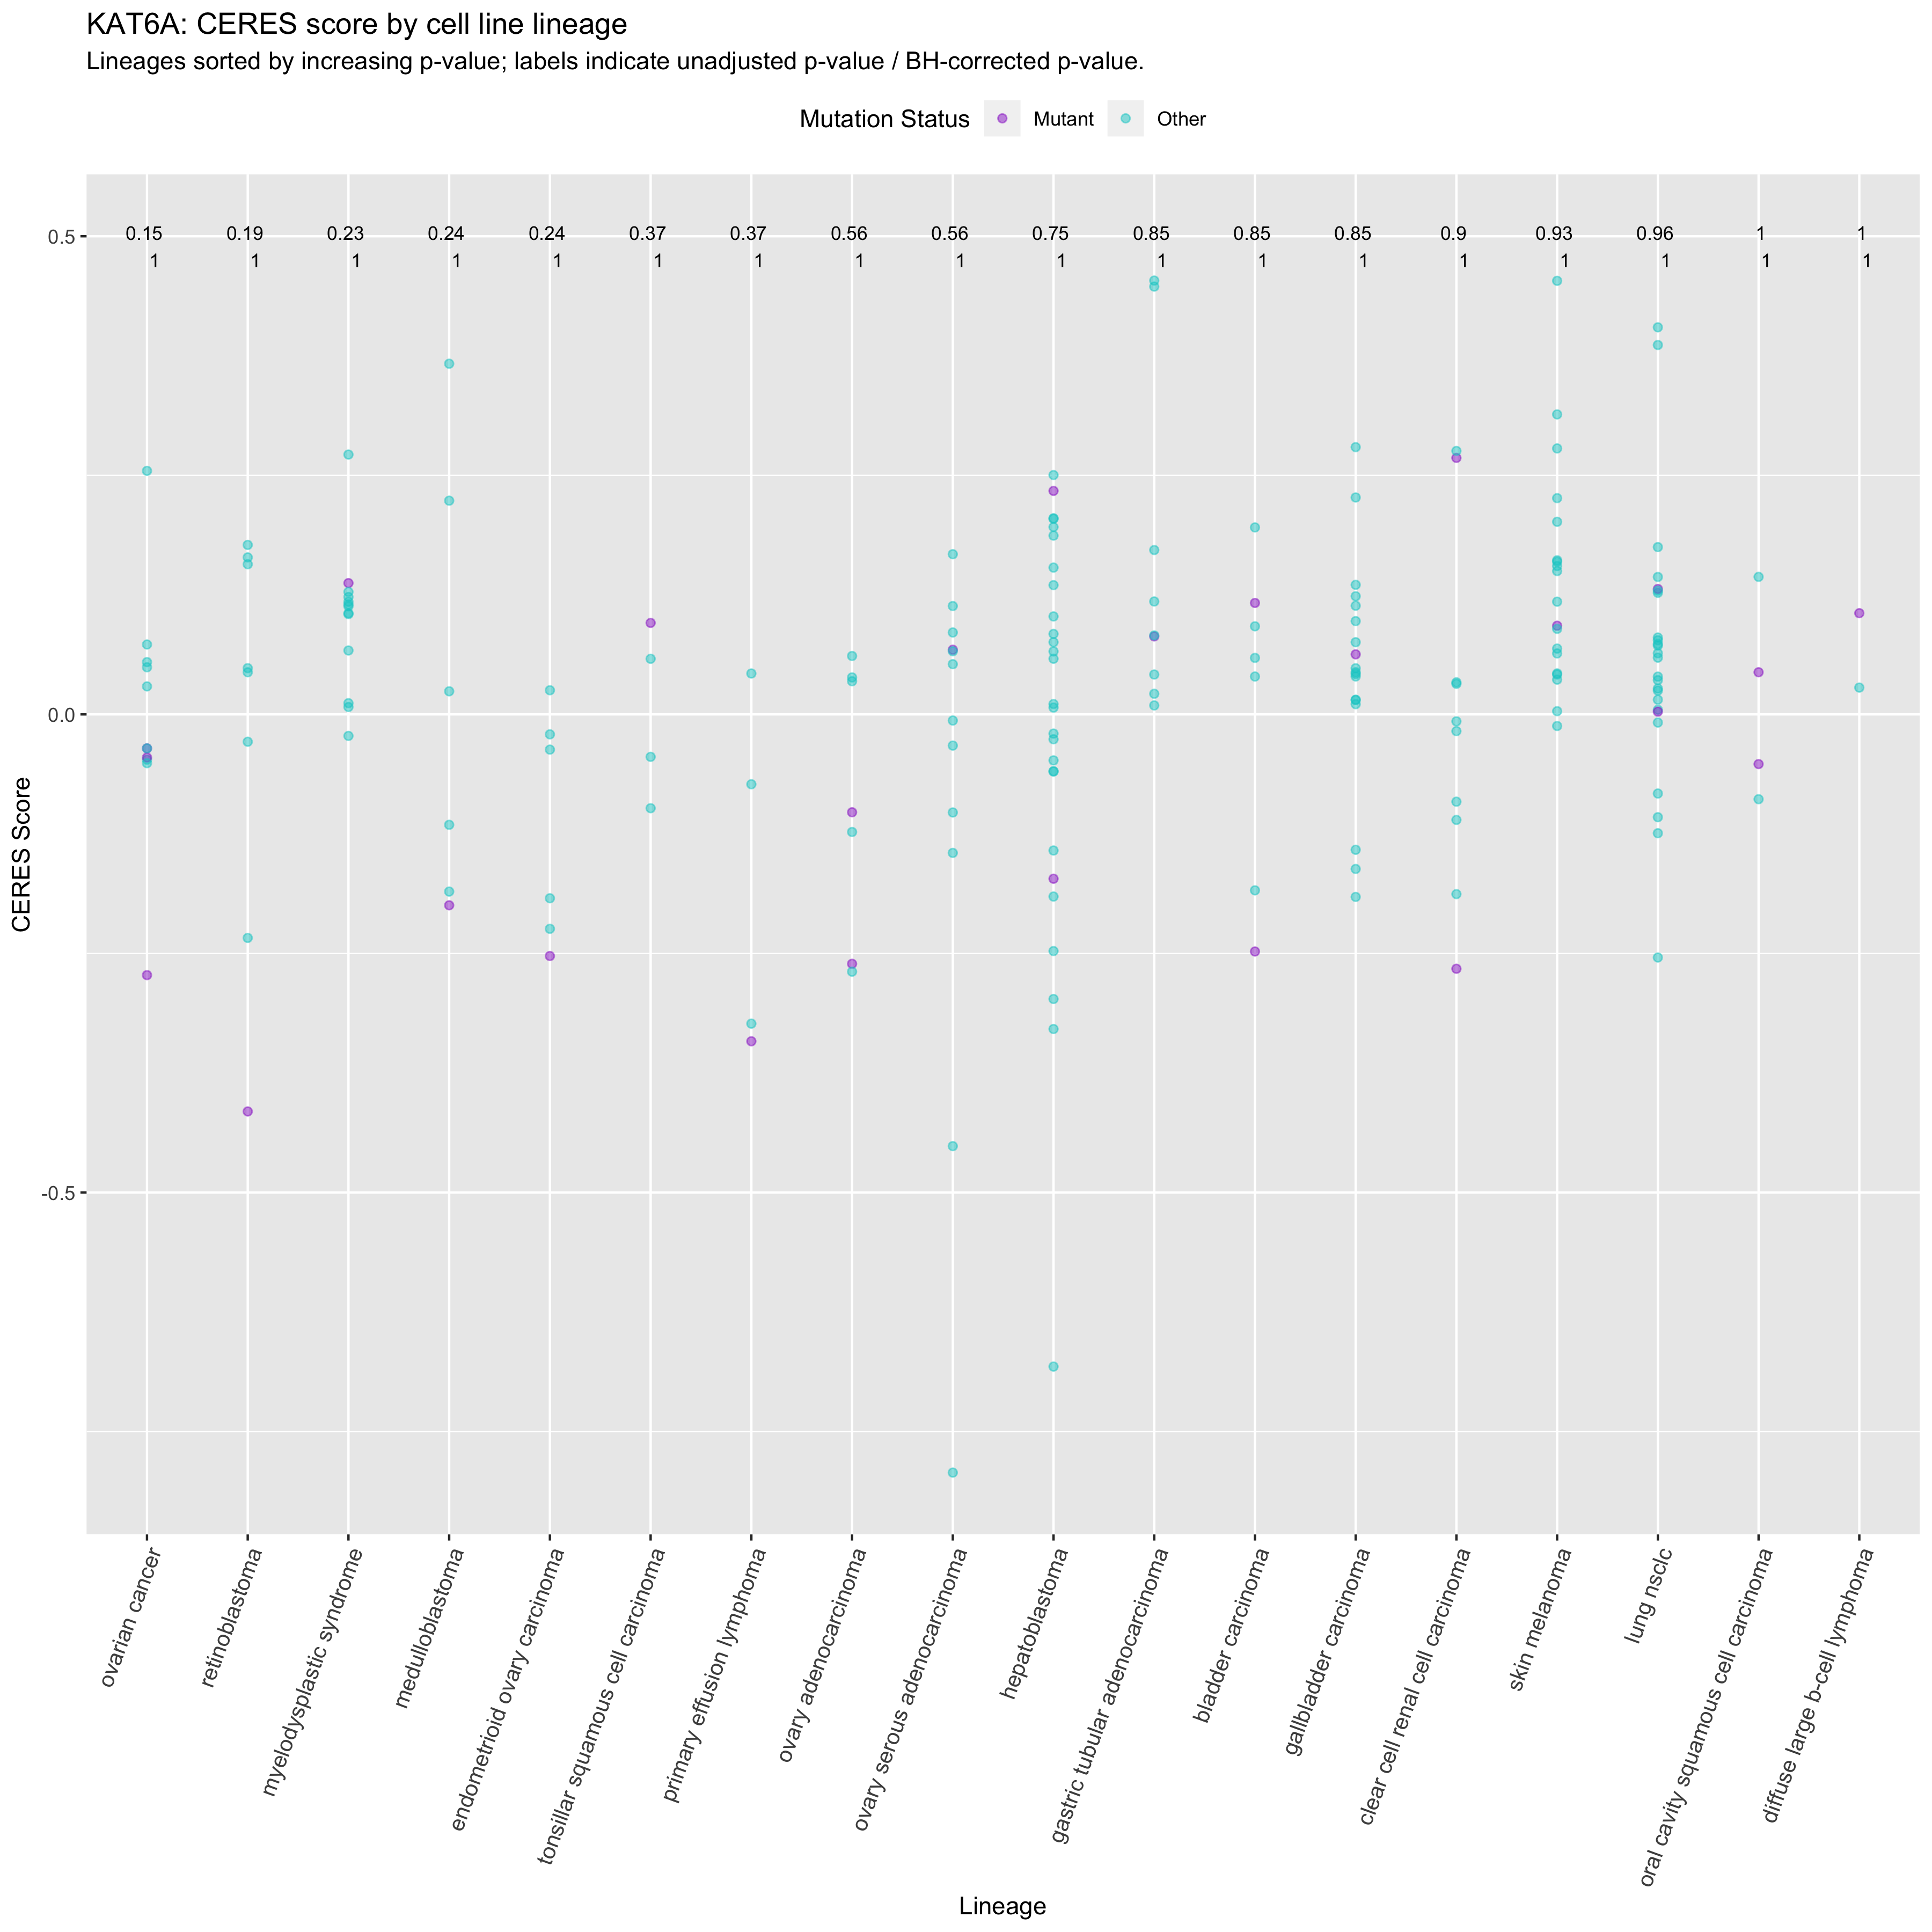 KAT6A: CERES score by cell line lineage
Lineages sorted by increasing p-value; labels indicate unadjusted p-value / BH-corrected p-value.
Mutation Status Mutant Other
0.5
0.15 0.19 0.23 0.24 0.24 0.37 0.37 0.56 0.56 0.75 0.85 0.85 0.85 0.9 0.93 0.96 1 1
1 1 1 1 1 1 1 1 1 1 1 1 1 1 1 1 1 1
0.0
-0.5
CERES Score
ovarian cancer
retinoblastoma
myelodysplastic syndrome
medulloblastoma
endometrioid ovary carcinoma
tonsillar squamous cell carcinoma
primary effusion lymphoma
ovary adenocarcinoma
ovary serous adenocarcinoma
hepatoblastoma
gastric tubular adenocarcinoma
bladder carcinoma
gallbladder carcinoma
clear cell renal cell carcinoma
skin melanoma
lung nsclc
oral cavity squamous cell carcinoma
diffuse large b-cell lymphoma
Lineage